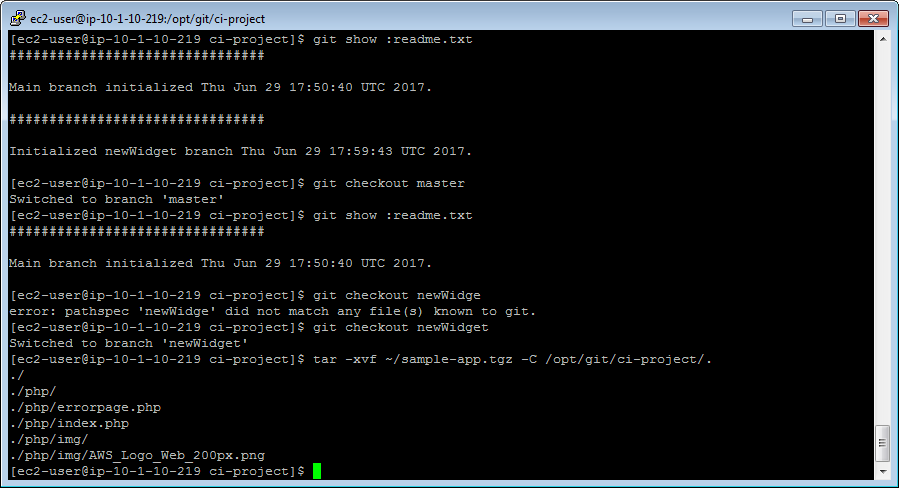 ec2-user@ip-10-1-10-219:/opt/git/ci-project
[ec2-user@ip-10-1-10-219 ci-project]$ git show :readme.txt
################################
Main branch initialized Thu Jun 29 17:50:40 UTC 2017.
################################
Initialized newWidget branch Thu Jun 29 17:59:43 UTC 2017.
[ec2-user@ip-10-1-10-219 ci-project]$ git checkout master
Switched to branch 'master'
[ec2-user@ip-10-1-10-219 ci-project]$ git show :readme.txt
################################
Main branch initialized Thu Jun 29 17:50:40 UTC 2017.
[ec2-user@ip-10-1-10-219 ci-project]$ git checkout newWidge
error: pathspec 'newWidge' did not match any file(s) known to git.
[ec2-user@ip-10-1-10-219 ci-project]$ git checkout newWidget
Switched to branch 'newWidget'
[ec2-user@ip-10-1-10-219 ci-project]$ tar -xvf ~/sample-app.tgz -C /opt/git/ci-project/.
./
./php/
./php/errorpage.php
./php/index.php
./php/img/
./php/img/AWS_Logo_Web_200px.png
[ec2-user@ip-10-1-10-219 ci-project]$